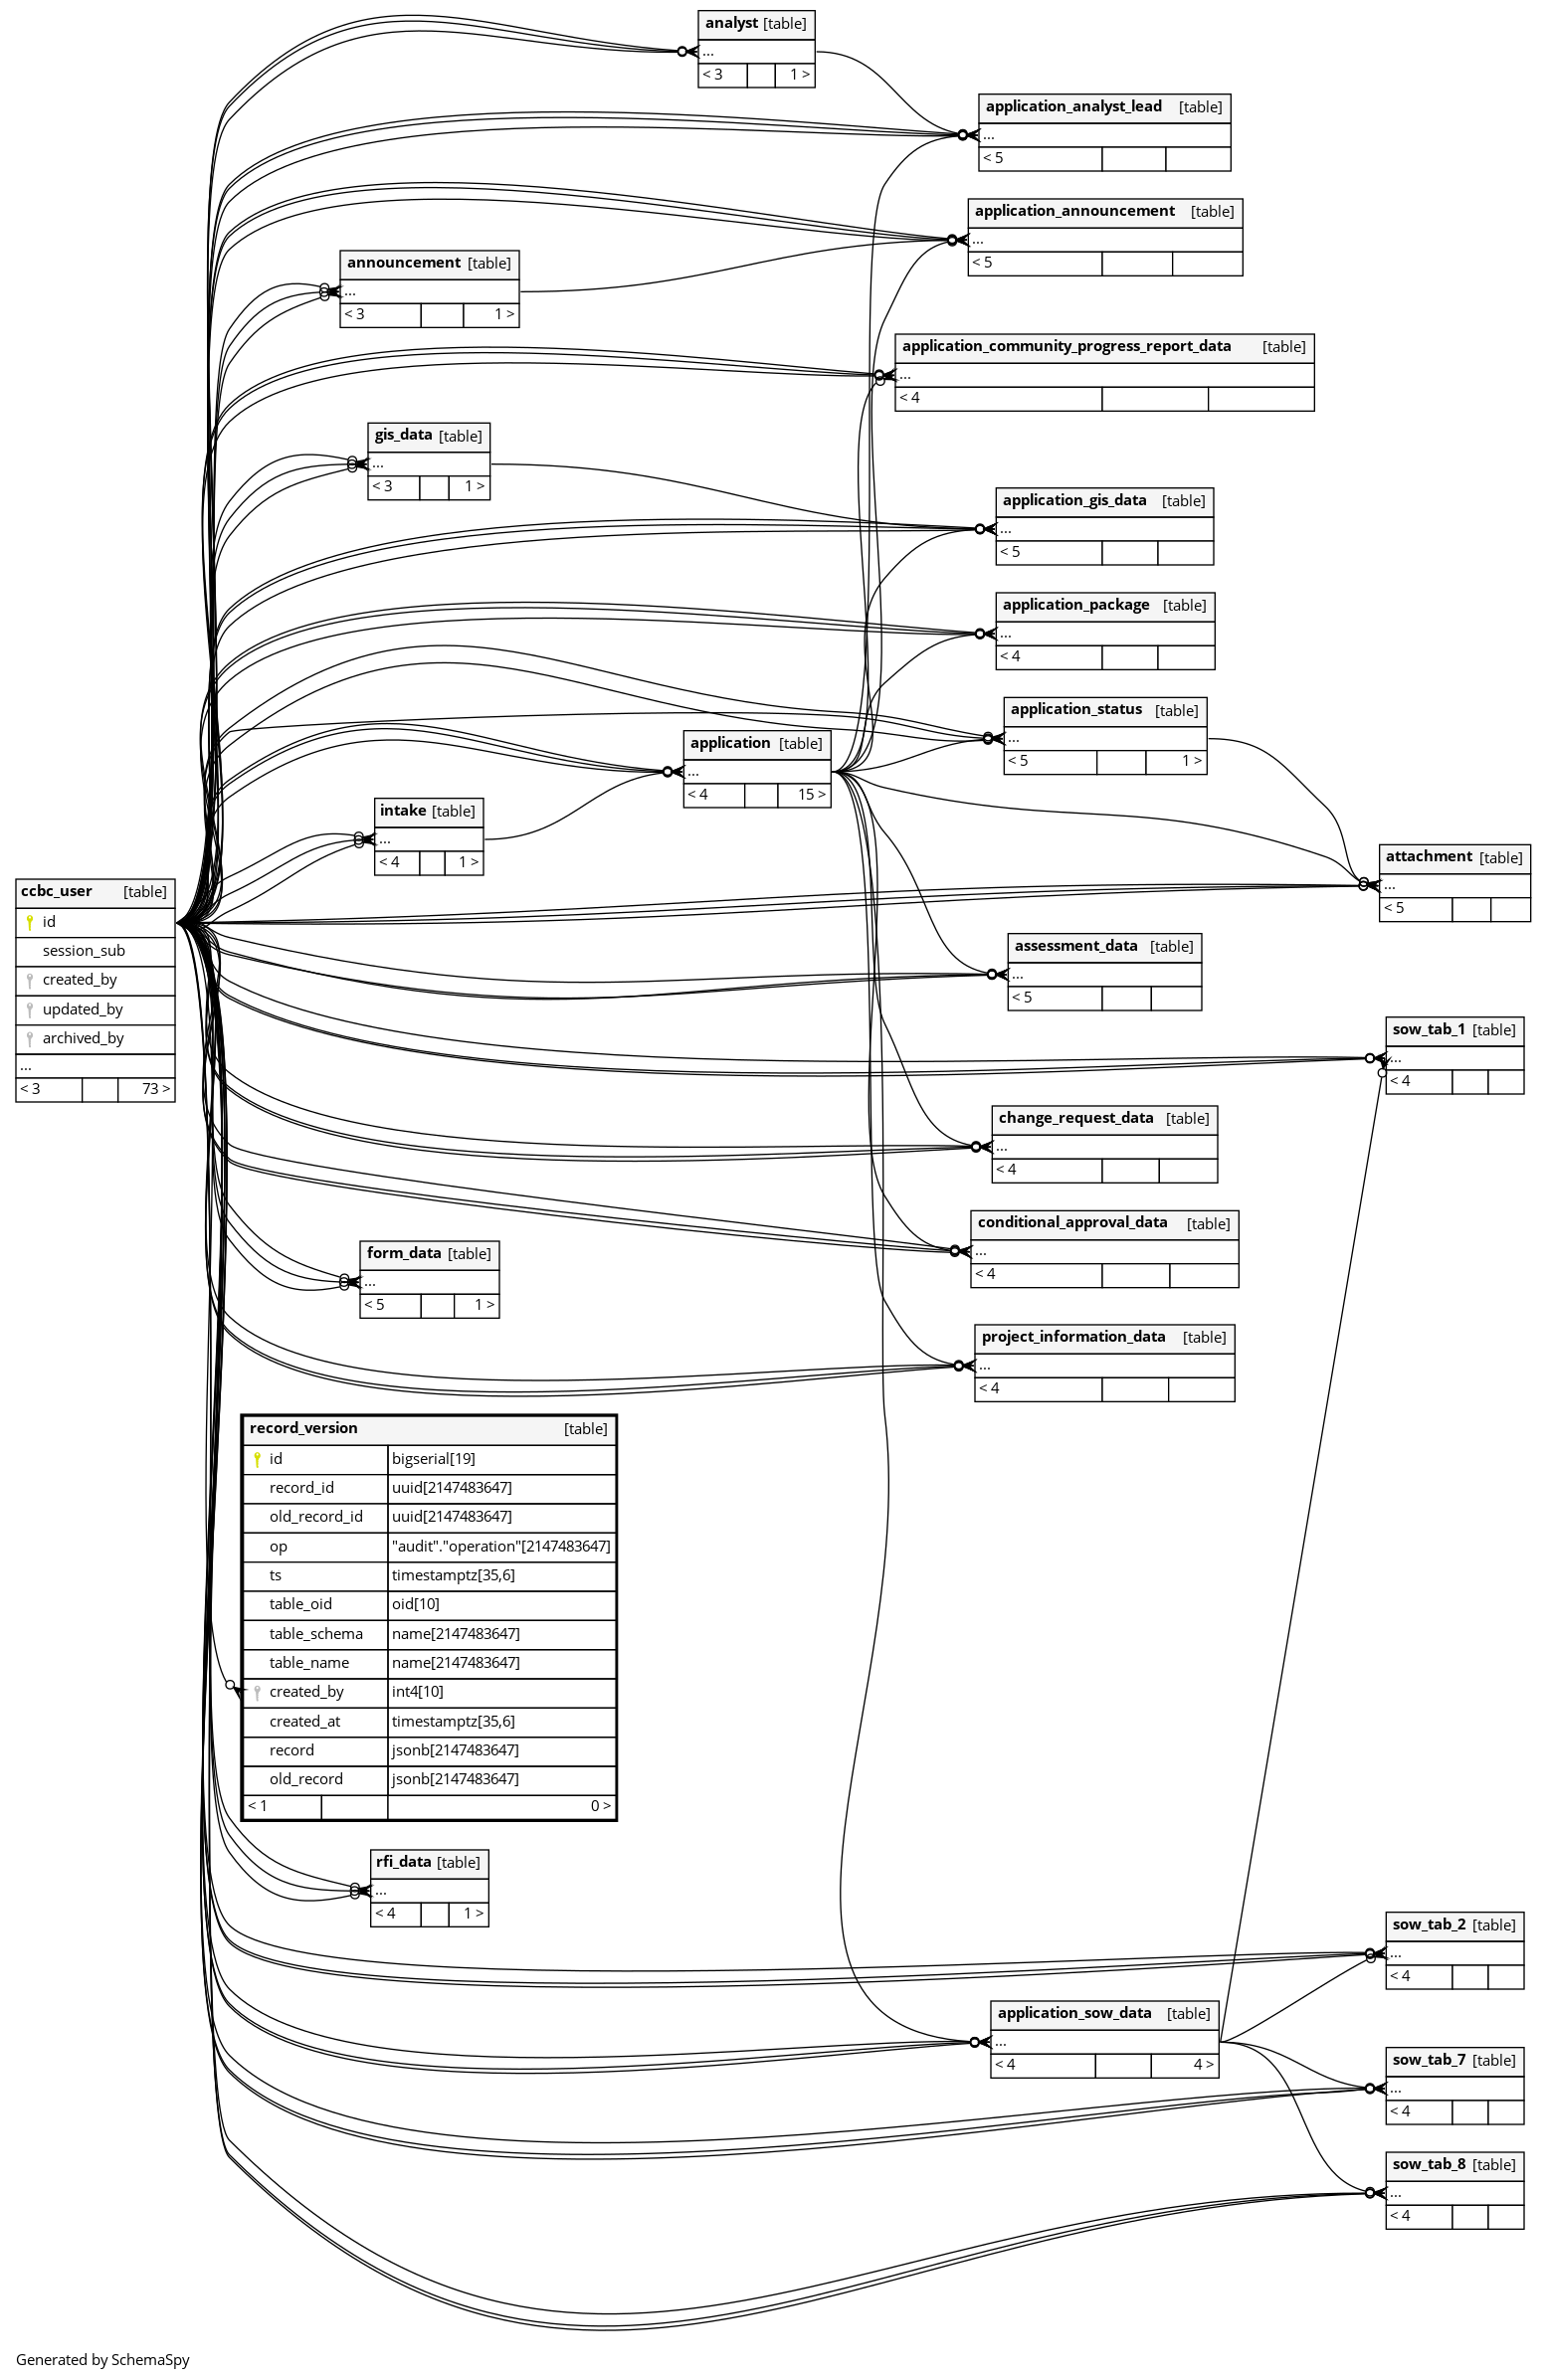 analyst [table]
...
< 3 1 >
application_analyst_lead [table]
...
< 5
application_announcement [table]
...
< 5
announcement [table]
...
< 3 1 >
application_community_progress_report_data [table]
...
< 4
gis_data [table]
...
< 3 1 >
application_gis_data [table]
...
< 5
application_package [table]
...
< 4
application_status [table]
...
< 5 1 >
application [table]
...
< 4 15 >
intake [table]
...
< 4 1 >
attachment [table]
...
< 5
ccbc_user [table]
id
session_sub
created_by
updated_by
archived_by
...
< 3 73 >
assessment_data [table]
...
< 5
sow_tab_1 [table]
...
< 4
change_request_data [table]
...
< 4
conditional_approval_data [table]
...
< 4
form_data [table]
...
< 5 1 >
project_information_data [table]
...
< 4
record_version [table]
id bigserial[19]
record_id uuid[2147483647]
old_record_id uuid[2147483647]
op "audit"."operation"[2147483647]
ts timestamptz[35,6]
table_oid oid[10]
table_schema name[2147483647]
table_name name[2147483647]
created_by int4[10]
created_at timestamptz[35,6]
record jsonb[2147483647]
old_record jsonb[2147483647]
< 1 0 >
rfi_data [table]
...
< 4 1 >
sow_tab_2 [table]
...
< 4
application_sow_data [table]
...
< 4 4 >
sow_tab_7 [table]
...
< 4
sow_tab_8 [table]
...
< 4
Generated by SchemaSpy